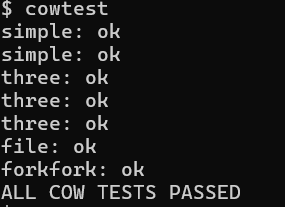 $ cowtest
simple: ok
simple: ok
three: ok
three: ok
three: ok
file: ok
forkfork: ok
ALL COW TESTS PASSED